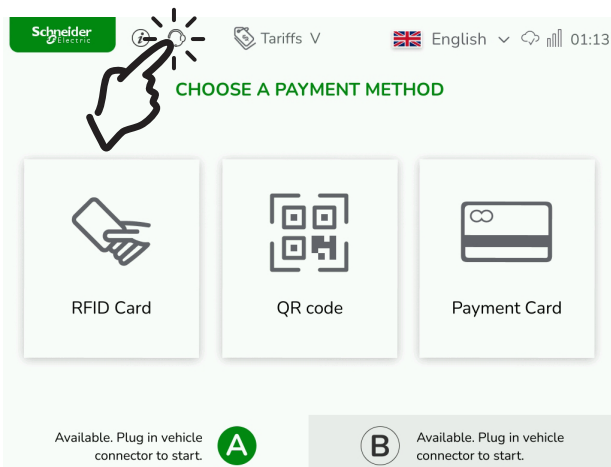 Schneider
Electric
i
Tariffs V
English
01:13
CHOOSE A PAYMENT METHOD
RFID Card
QR code
Payment Card
Available. Plug in vehicle
connector to start.
A
B
Available. Plug in vehicle
connector to start.